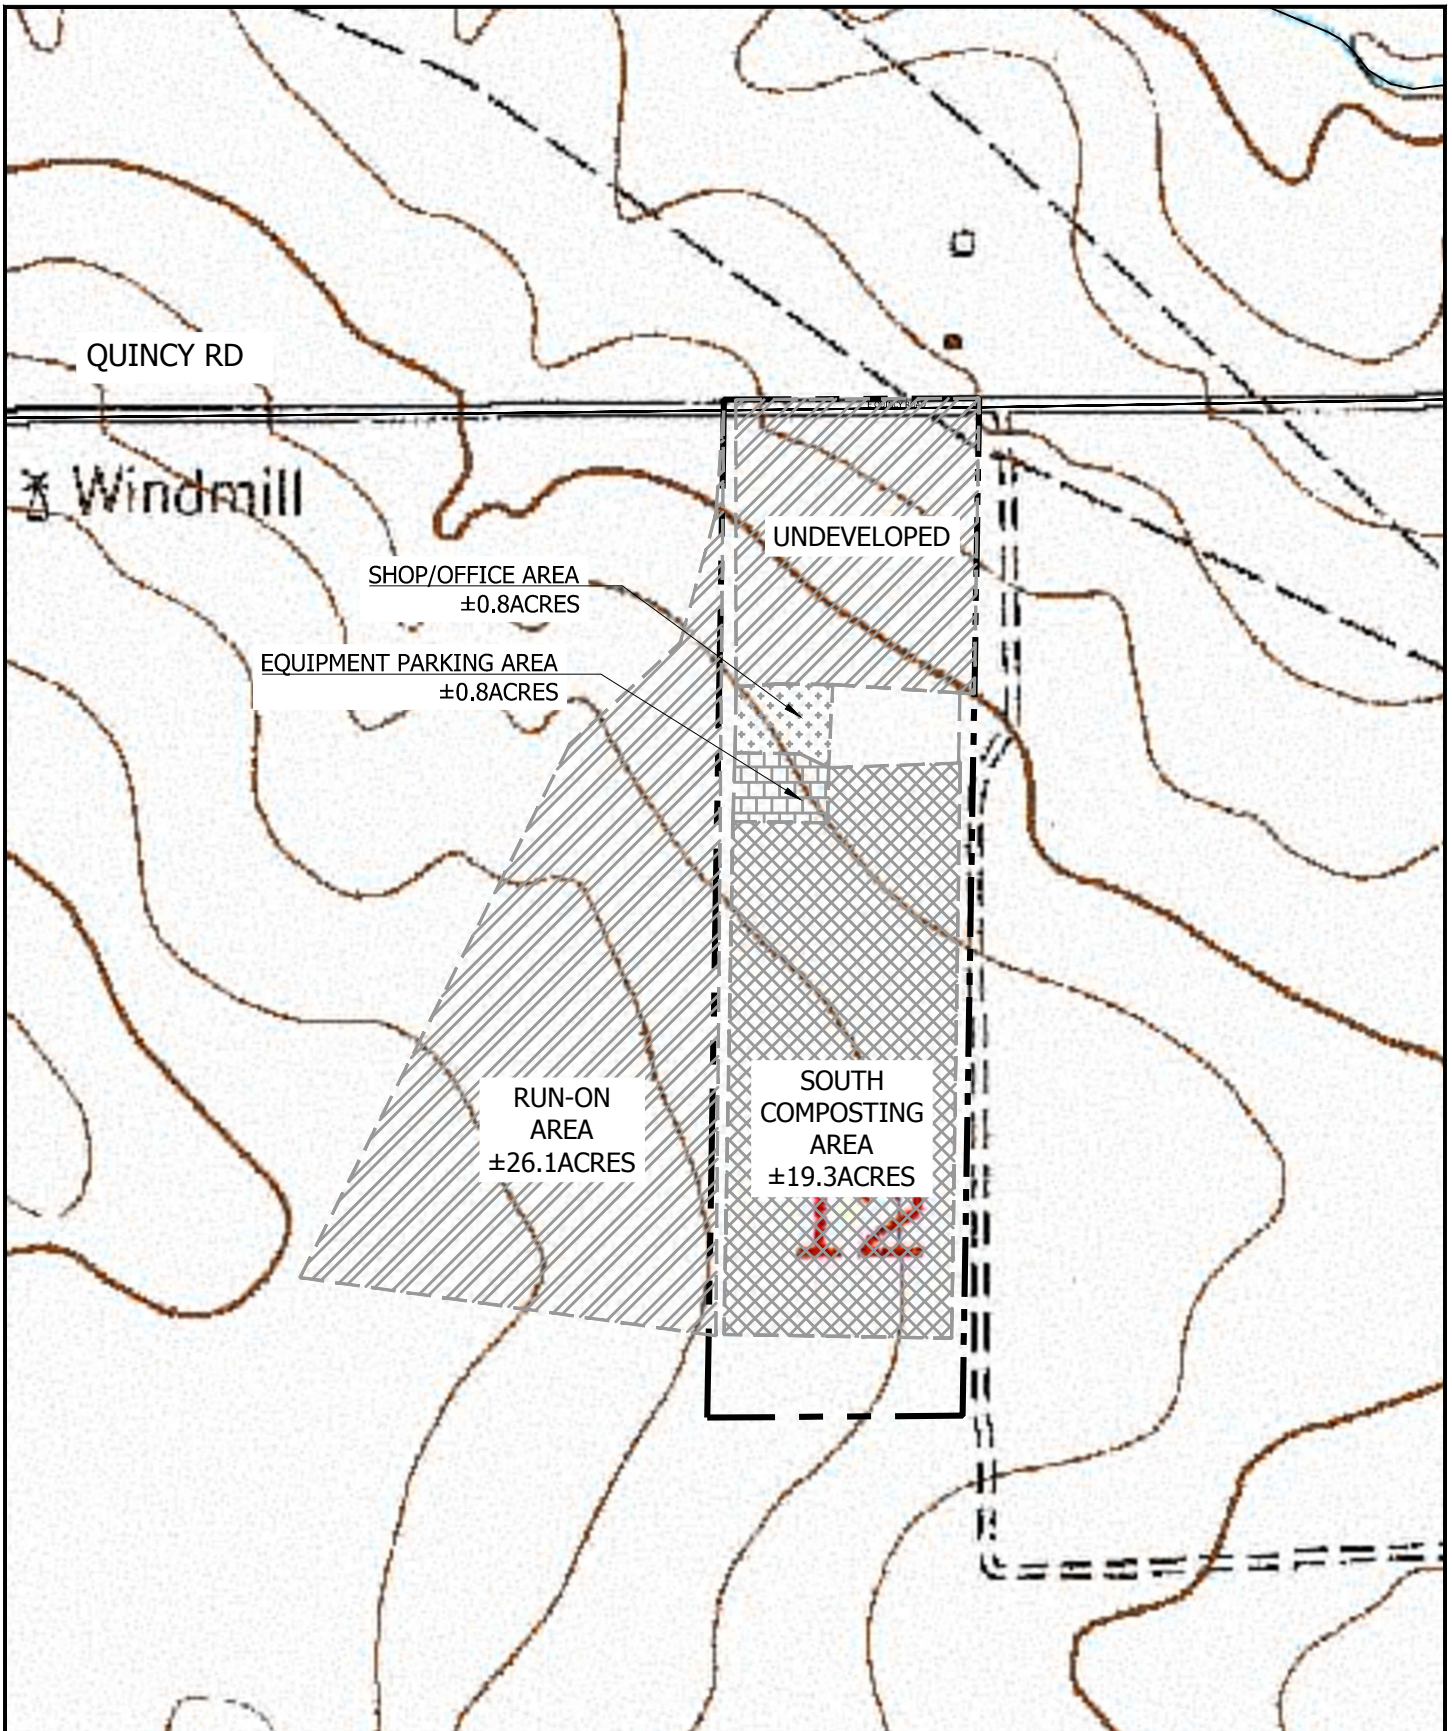 QUINCY RD
Windmill
UNDEVELOPED
SHOP/OFFICE AREA
±0.8ACRES
EQUIPMENT PARKING AREA
±0.8ACRES
RUN-ON
AREA
±26.1ACRES
SOUTH
COMPOSTING
AREA
±19.3ACRES
12